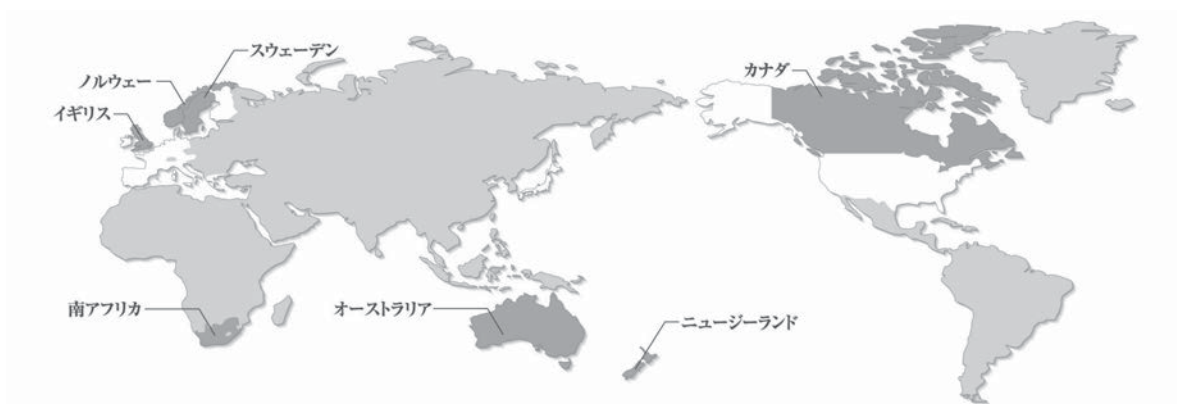 スウェーデン
ノルウェー
カナダ
イギリス
南アフリカ
オーストラリア
ニュージーランド